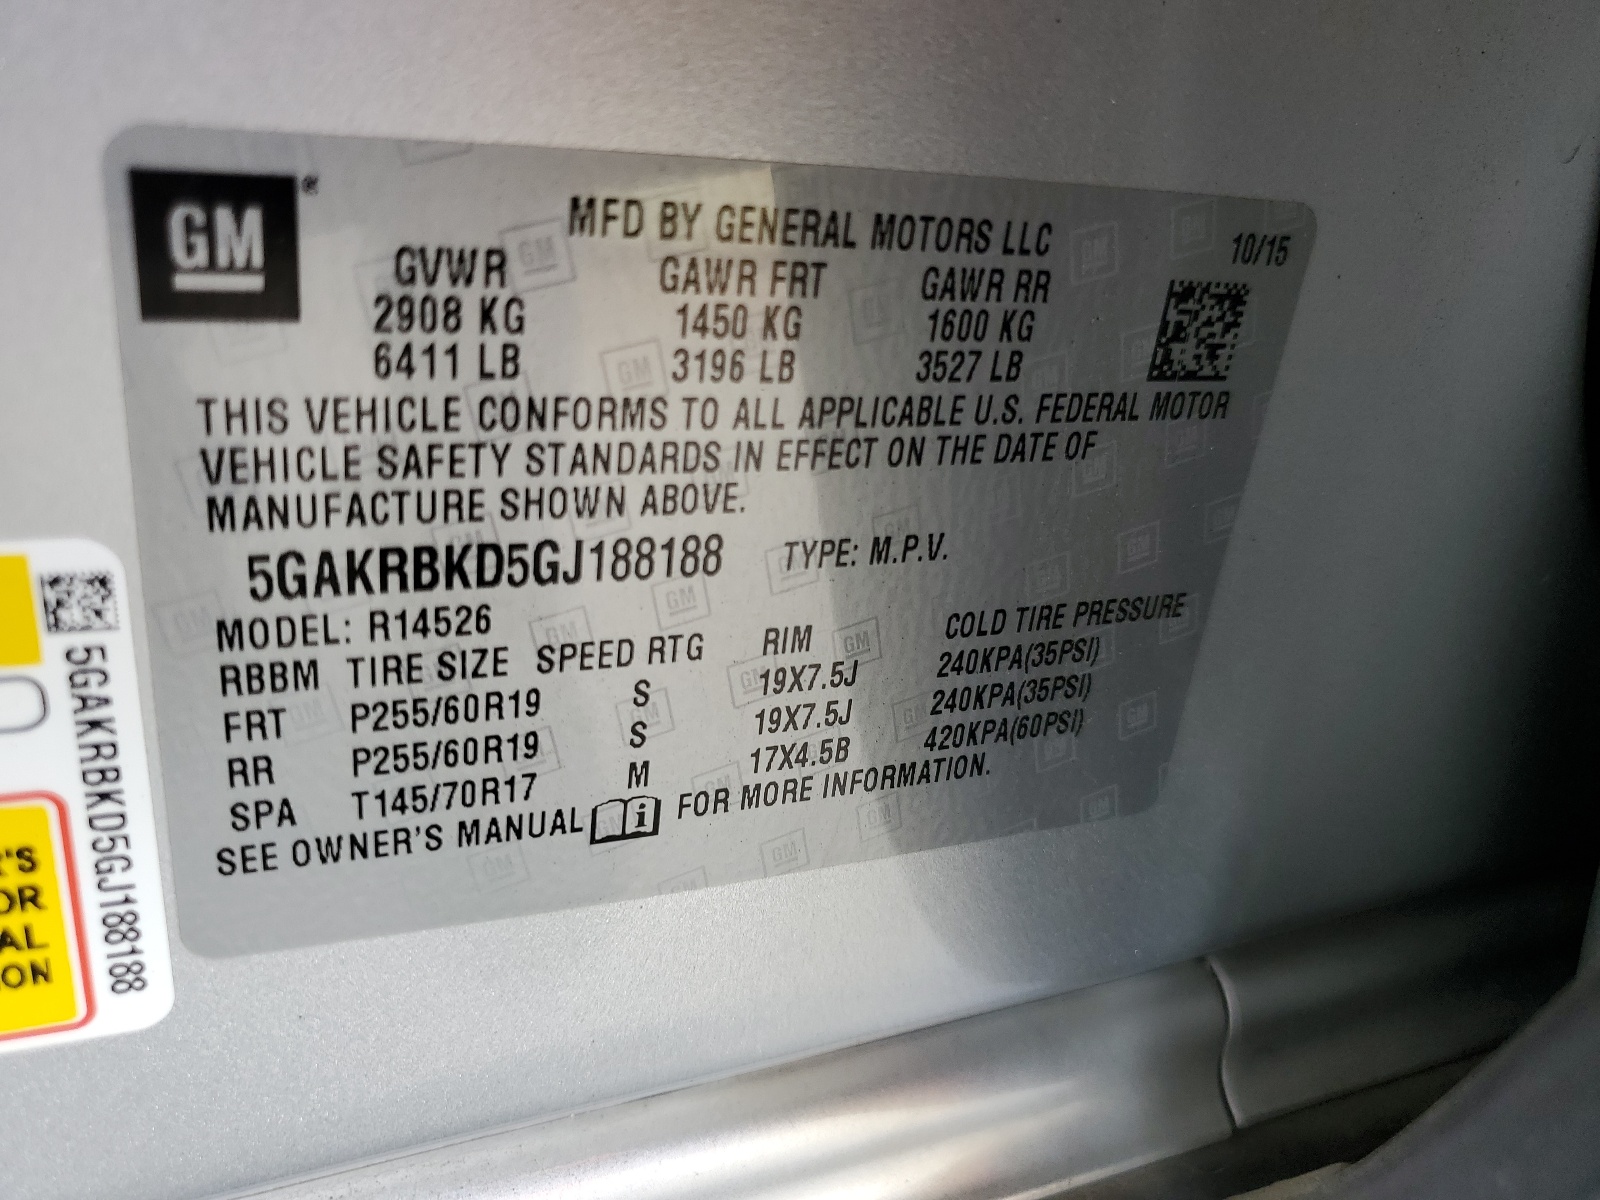 GM®
MFD BY GENERAL MOTORS LLC
10/15
GVWR GAWR FRT GAWR RR
2908 KG 1450 KG 1600 KG
6411 LB 3196 LB 3527 LB
THIS VEHICLE CONFORMS TO ALL APPLICABLE U.S. FEDERAL MOTOR
VEHICLE SAFETY STANDARDS IN EFFECT ON THE DATE OF
MANUFACTURE SHOWN ABOVE.
5GAKRBKD5GJ188188 TYPE: M.P.V.
MODEL: R14526
RBBM TIRE SIZE SPEED RTG RIM COLD TIRE PRESSURE
FRT P255/60R19 S 19X7.5J 240KPA(35PSI)
RR P255/60R19 S 19X7.5J 240KPA(35PSI)
SPA T145/70R17 M 17X4.5B 420KPA(60PSI)
SEE OWNER'S MANUAL i FOR MORE INFORMATION.
5GAKRBKD5GJ188188
'S
OR
AL
ON